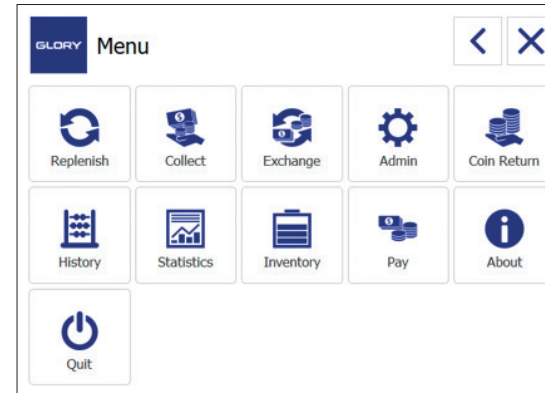 GLORY Menu
Replenish Collect Exchange Admin Coin Return
History Statistics Inventory Pay About
Quit